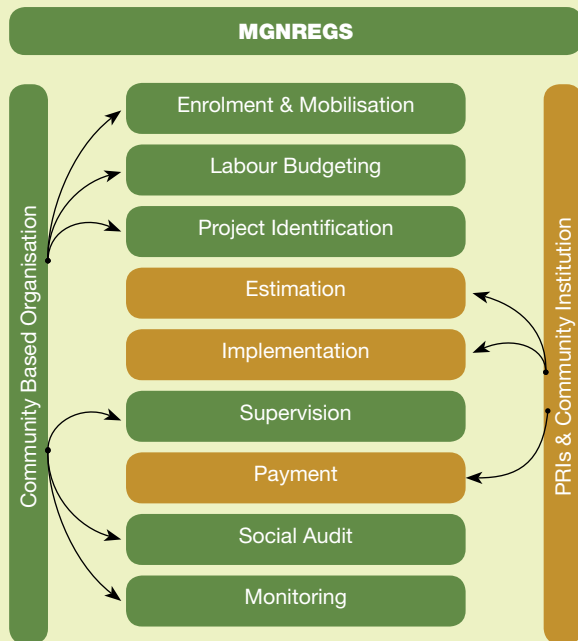 MGNREGS
Community Based Organisation
Enrolment & Mobilisation
Labour Budgeting
Project Identification
Estimation
Implementation
Supervision
Payment
Social Audit
Monitoring
PRIs & Community Institution